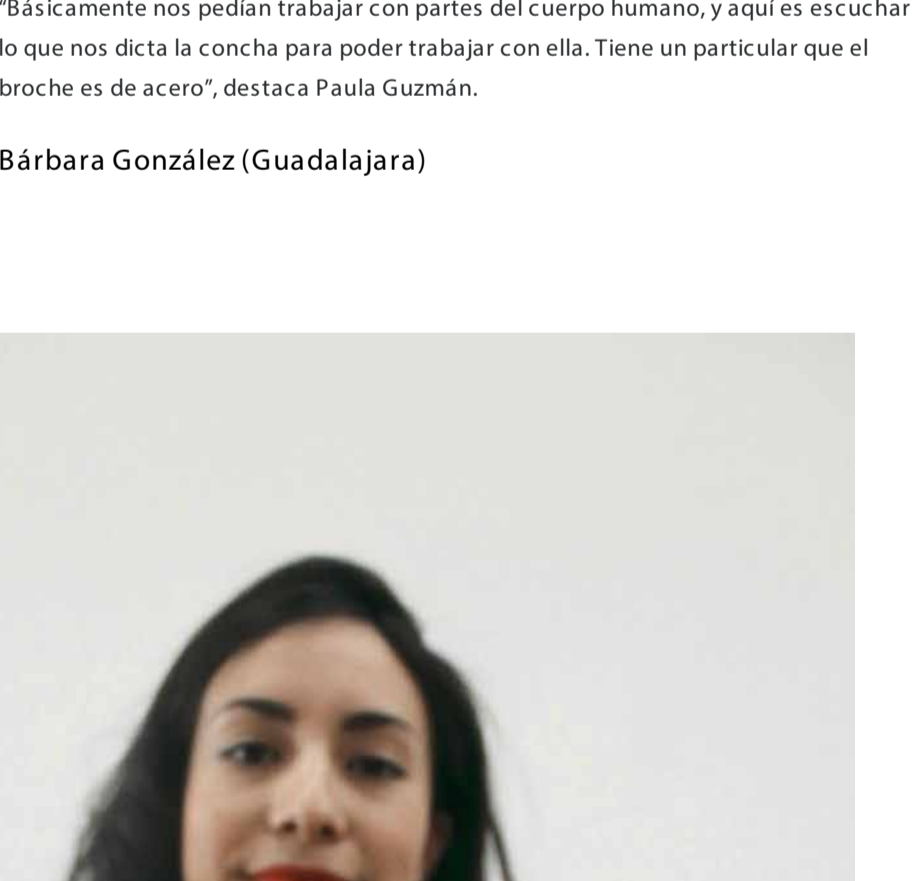 “Básicamente nos pedían trabajar con partes del cuerpo humano, y aquí es escuchar
lo que nos dicta la concha para poder trabajar con ella. Tiene un particular que el
broche es de acero”, destaca Paula Guzmán.
Bárbara González (Guadalajara)